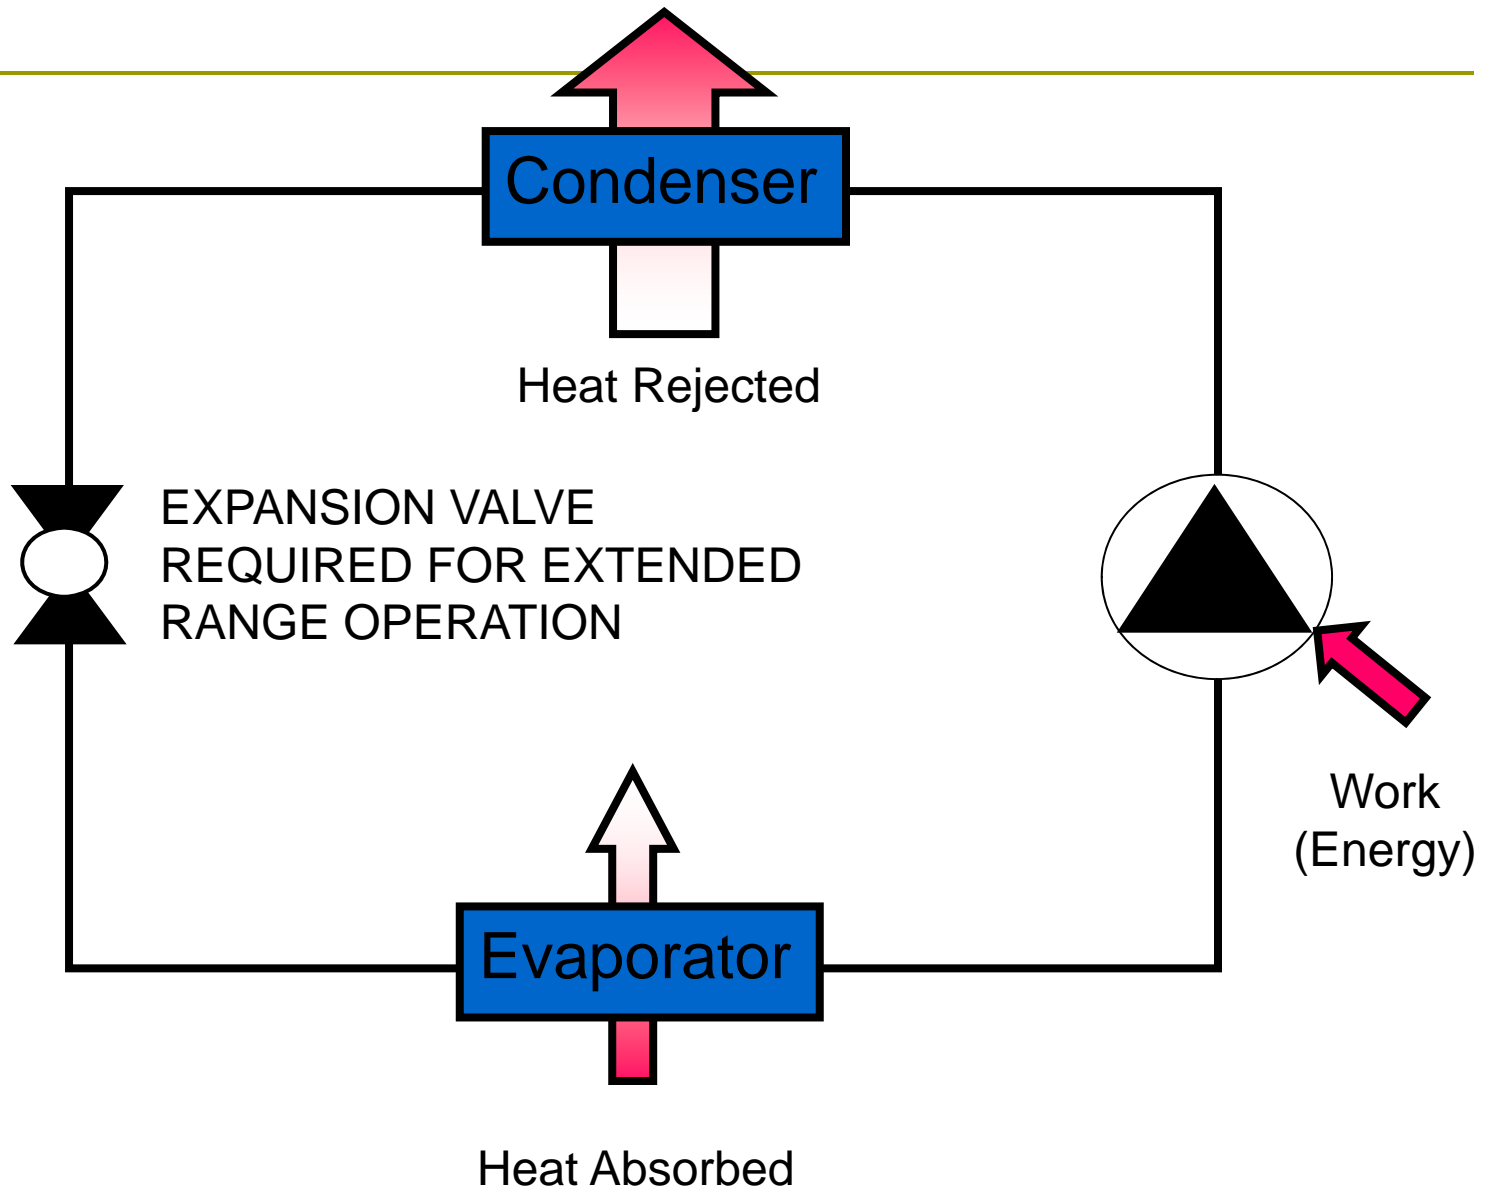 Condenser
Heat Rejected
EXPANSION VALVE
REQUIRED FOR EXTENDED
RANGE OPERATION
Work
(Energy)
Evaporator
Heat Absorbed